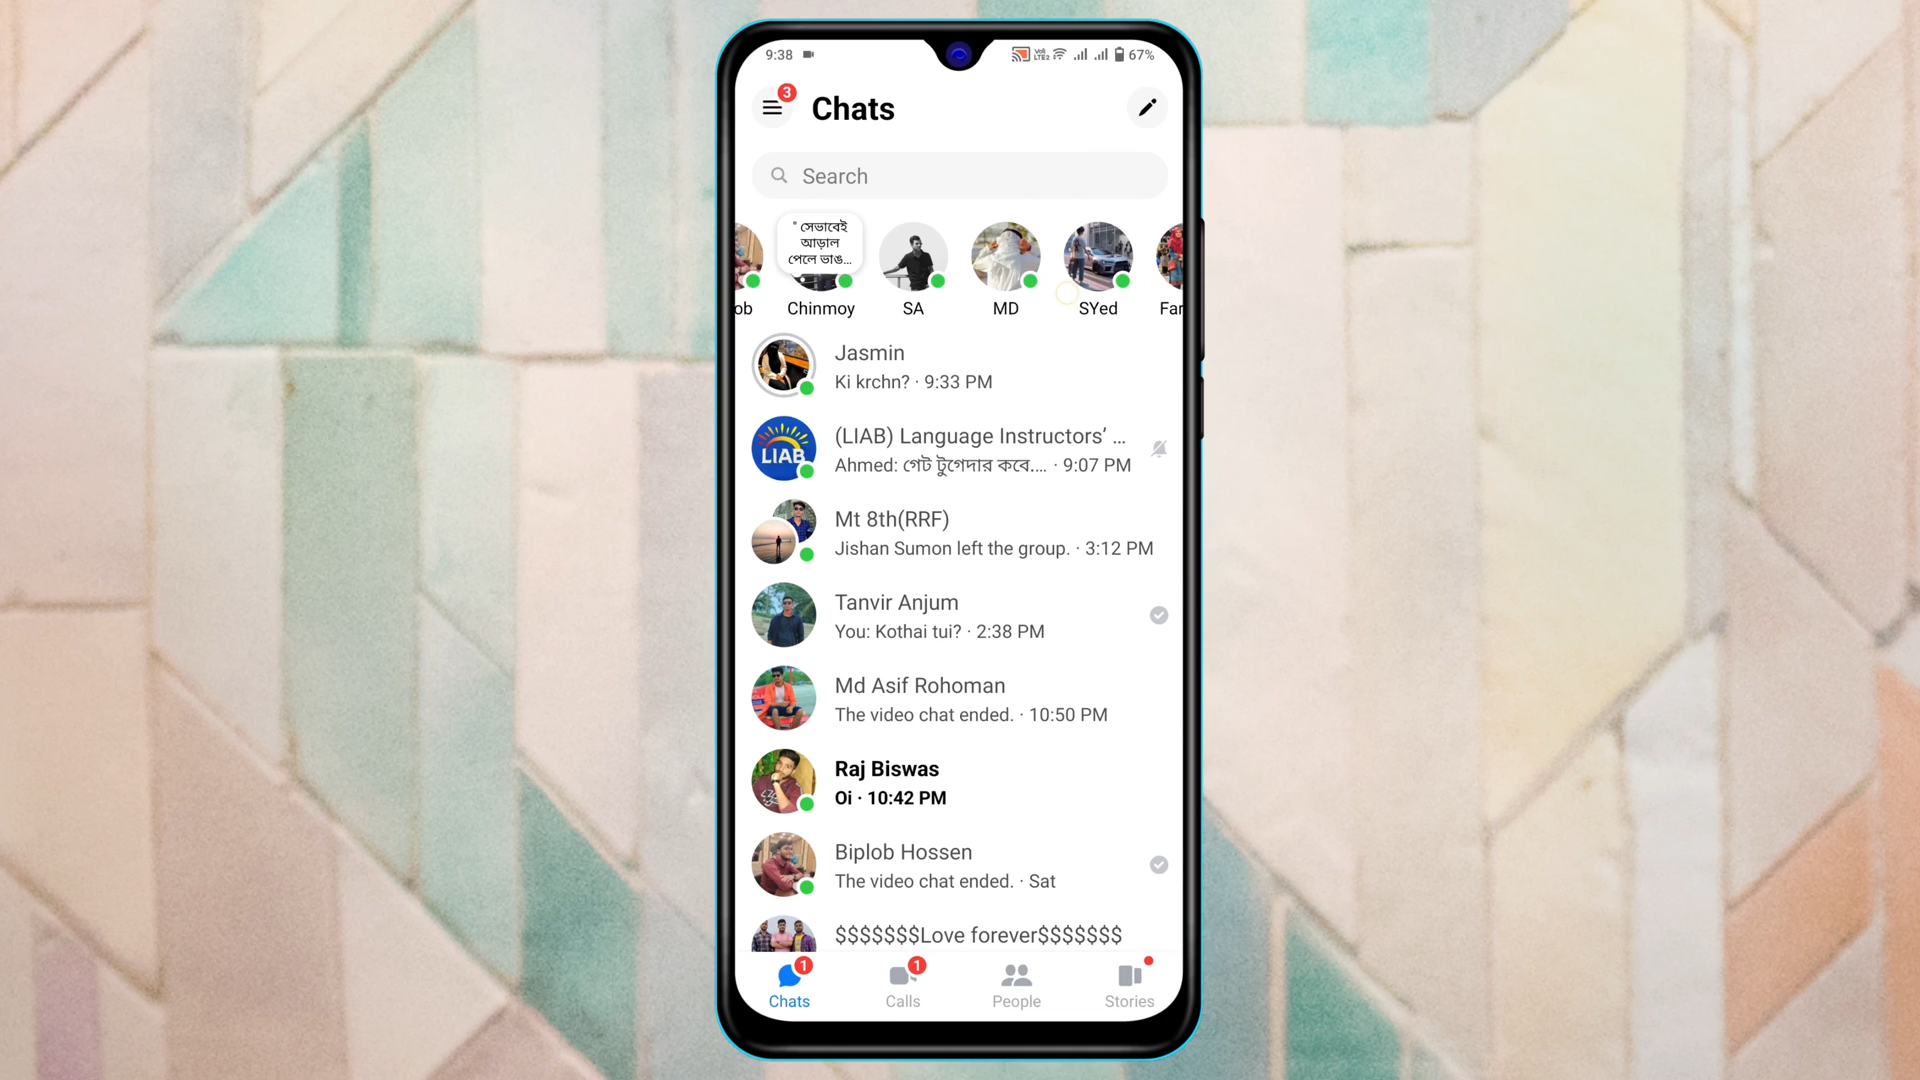 9:38
Vo)) LTE2
67%
3
Chats
Search
" সেভাবেই
আড়াল
পেলে ভাঙ...
ob
Chinmoy
SA
MD
SYed
Far
Jasmin
Ki krchn? · 9:33 PM
LIAB
(LIAB) Language Instructors’ ...
Ahmed: গেট টুগেদার কবে.... · 9:07 PM
Mt 8th(RRF)
Jishan Sumon left the group. · 3:12 PM
Tanvir Anjum
You: Kothai tui? · 2:38 PM
Md Asif Rohoman
The video chat ended. · 10:50 PM
Raj Biswas
Oi · 10:42 PM
Biplob Hossen
The video chat ended. · Sat
$$$$$$$Love forever$$$$$$$
1
1
Chats
Calls
People
Stories